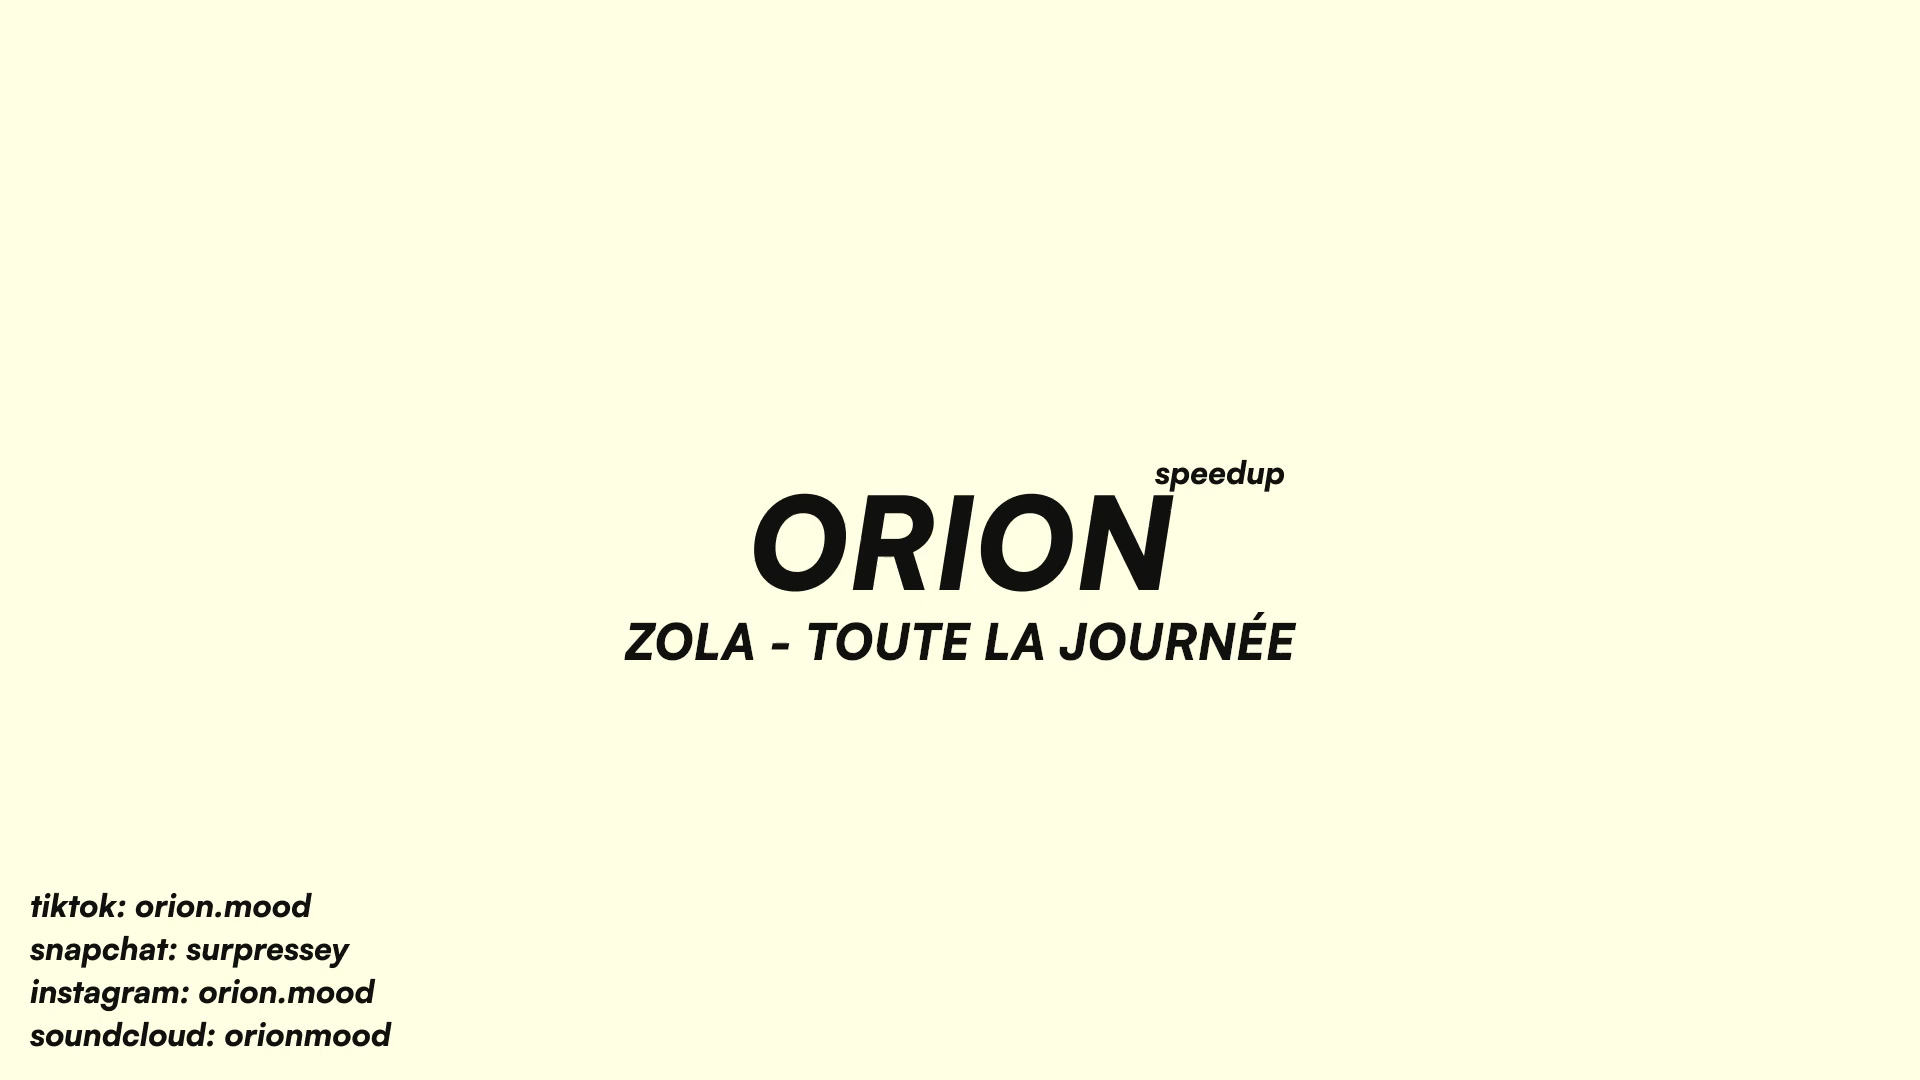 speedup
ORION
ZOLA - TOUTE LA JOURNÉE
tiktok: orion.mood
snapchat: surpressey
instagram: orion.mood
soundcloud: orionmood